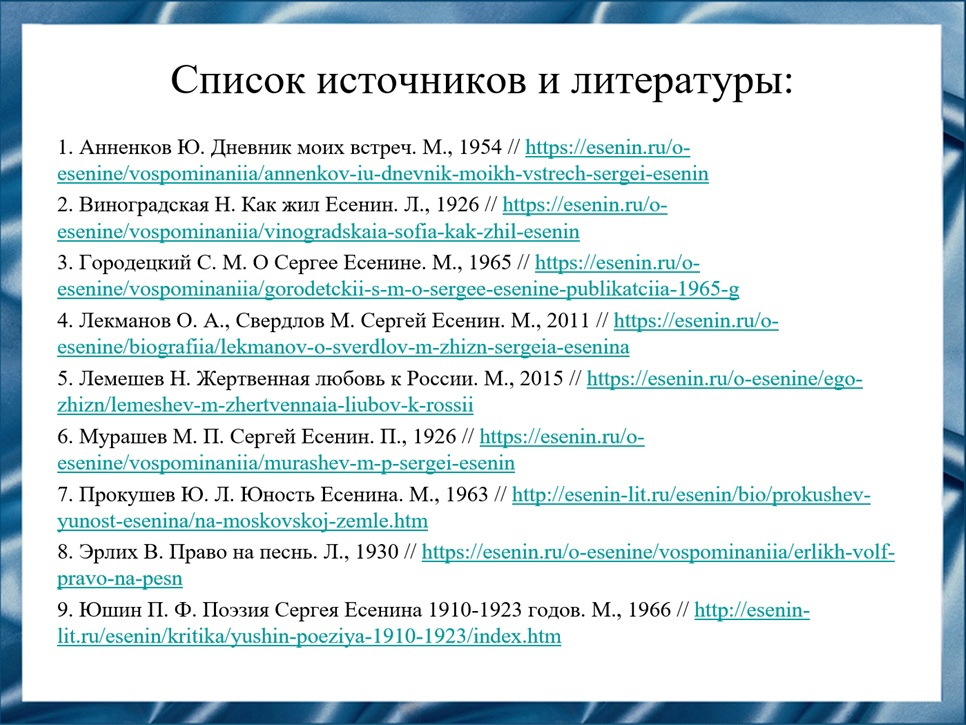 Список источников и литературы:
1. Анненков Ю. Дневник моих встреч. М., 1954 // https://esenin.ru/o-
esenine/vospominaniia/annenkov-iu-dnevnik-moikh-vstrech-sergei-esenin
2. Виноградская Н. Как жил Есенин. Л., 1926 // https://esenin.ru/o-
esenine/vospominaniia/vinogradskaia-sofia-kak-zhil-esenin
3. Городецкий С. М. О Сергее Есенине. М., 1965 // https://esenin.ru/o-
esenine/vospominaniia/gorodetckii-s-m-o-sergee-esenine-publikatciia-1965-g
4. Лекманов О. А., Свердлов М. Сергей Есенин. М., 2011 // https://esenin.ru/o-
esenine/biografiia/lekmanov-o-sverdlov-m-zhizn-sergeia-esenina
5. Лемешев Н. Жертвенная любовь к России. М., 2015 // https://esenin.ru/o-esenine/ego-
zhizn/lemeshev-m-zhertvennaia-liubov-k-rossii
6. Мурашев М. П. Сергей Есенин. П., 1926 // https://esenin.ru/o-
esenine/vospominaniia/murashev-m-p-sergei-esenin
7. Прокушев Ю. Л. Юность Есенина. М., 1963 // http://esenin-lit.ru/esenin/bio/prokushev-
yunost-esenina/na-moskovskoj-zemle.htm
8. Эрлих В. Право на песнь. Л., 1930 // https://esenin.ru/o-esenine/vospominaniia/erlikh-volf-
pravo-na-pesn
9. Юшин П. Ф. Поэзия Сергея Есенина 1910-1923 годов. М., 1966 // http://esenin-
lit.ru/esenin/kritika/yushin-poeziya-1910-1923/index.htm